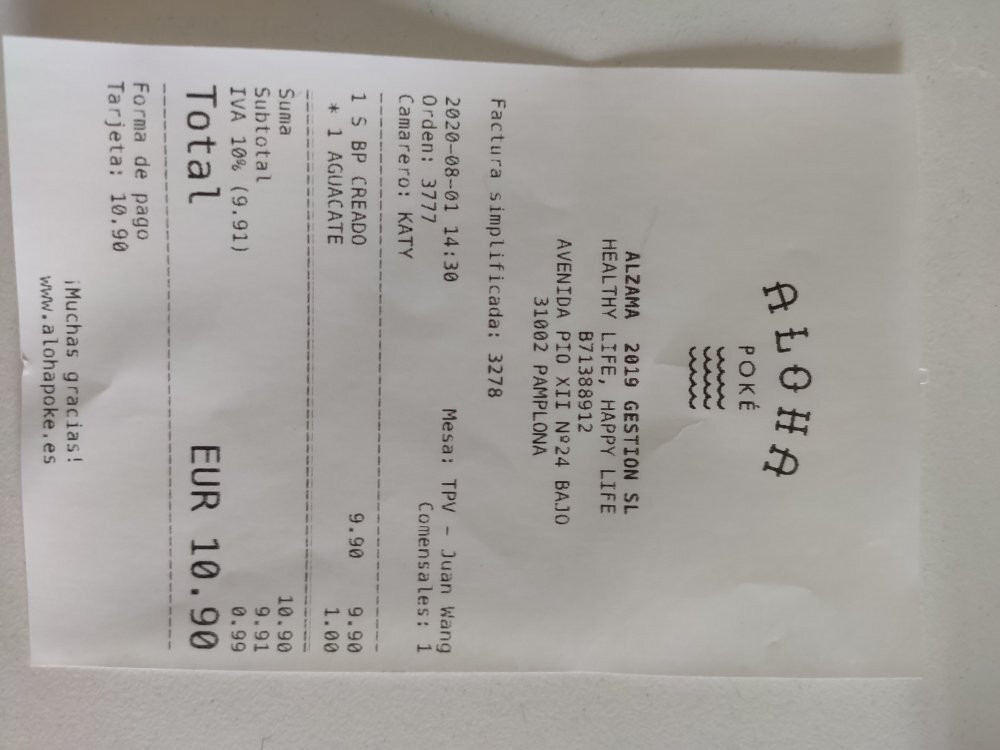 ALOHA
POKÉ
ALZAMA 2019 GESTION SL
HEALTHY LIFE, HAPPY LIFE
B71388912
AVENIDA PIO XII Nº24 BAJO
31002 PAMPLONA
Factura simplificada: 3278
2020-08-01 14:30 Mesa: TPV - Juan Wang
Orden: 3777 Comensales: 1
Camarero: KATY
1 S BP CREADO 9.90 9.90
* 1 AGUACATE 1.00
Suma 10.90
Subtotal 9.91
IVA 10% (9.91) 0.99
Total EUR 10.90
Forma de pago
Tarjeta: 10.90
¡Muchas gracias!
www.alohapoke.es